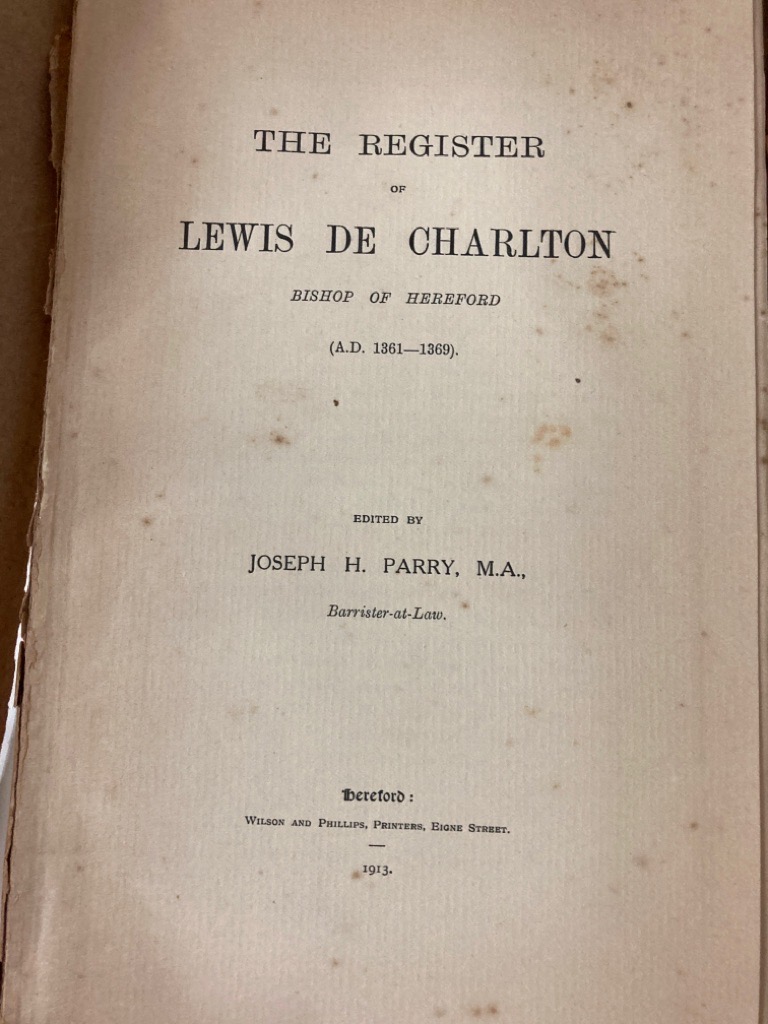 THE REGISTER
OF
LEWIS DE CHARLTON
BISHOP OF HEREFORD
(A.D. 1361—1369).
EDITED BY
JOSEPH H. PARRY, M.A.,
Barrister-at-Law.
Hereford:
WILSON AND PHILLIPS, PRINTERS, EIGNE STREET.
1913.